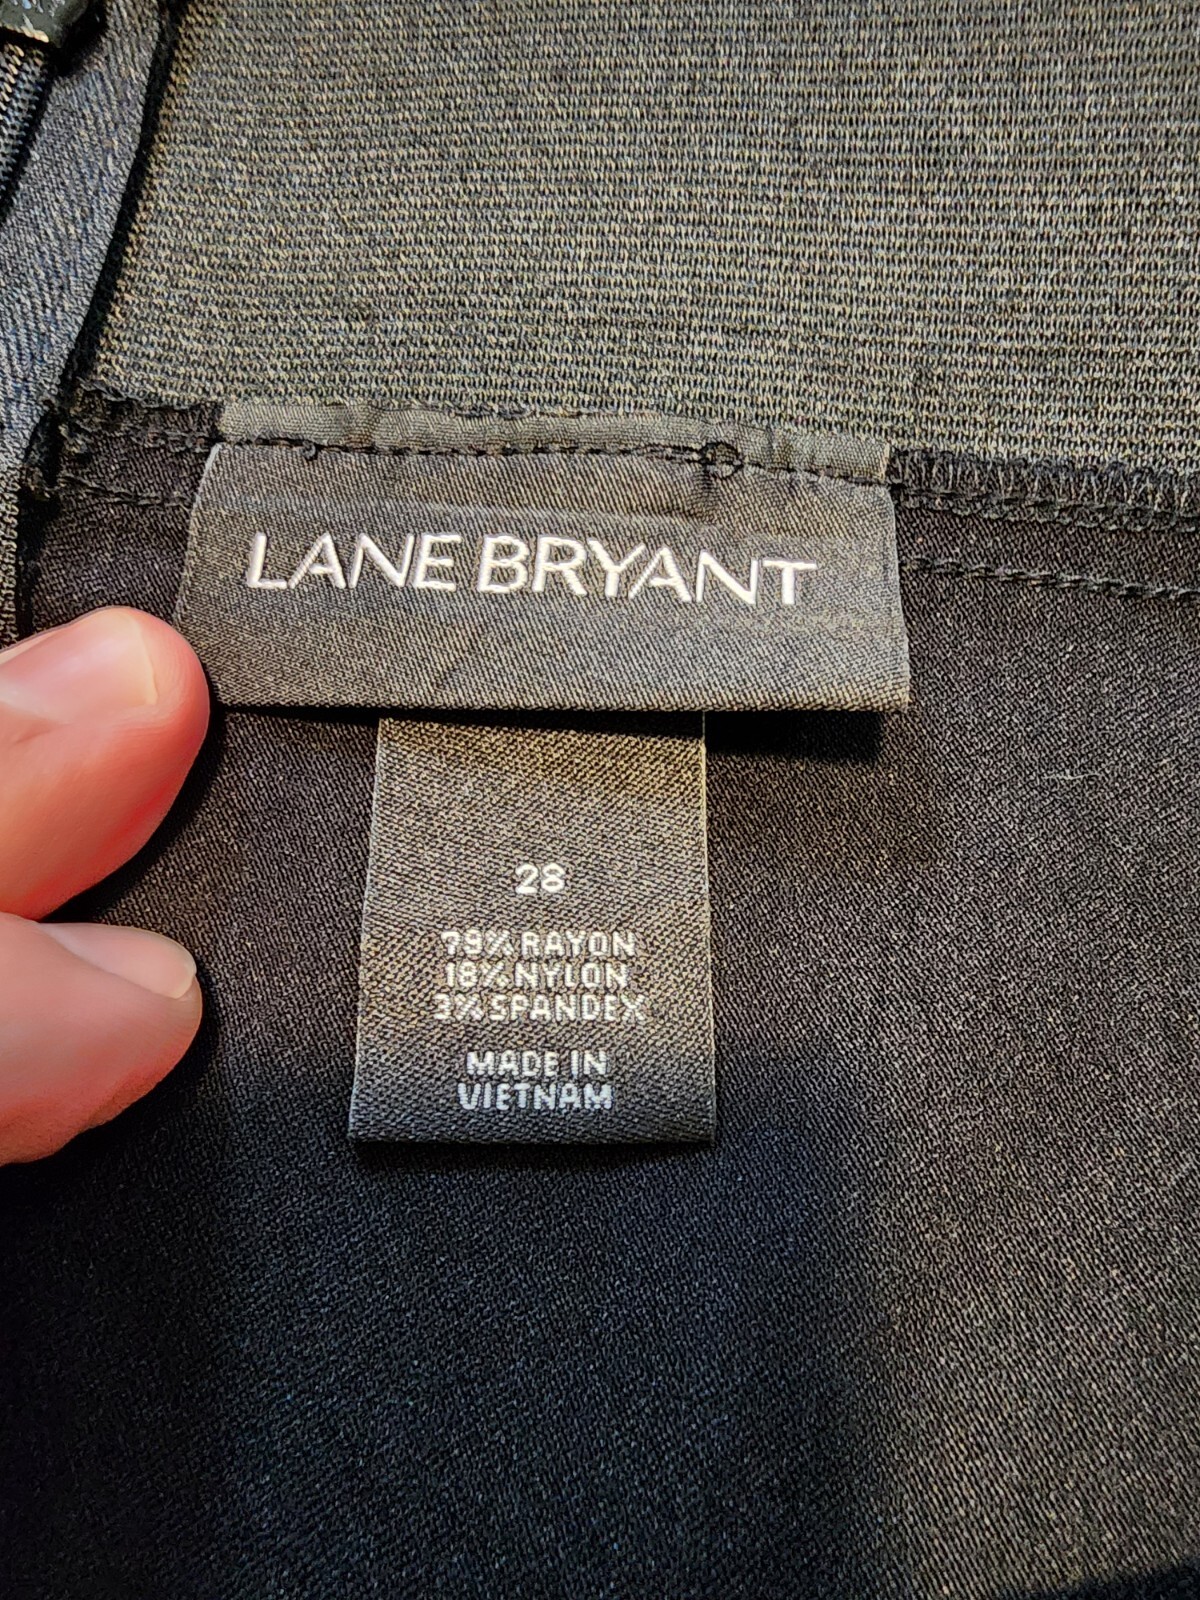 LANE BRYANT
28
79% RAYON
18% NYLON
3% SPANDEX
MADE IN
VIETNAM